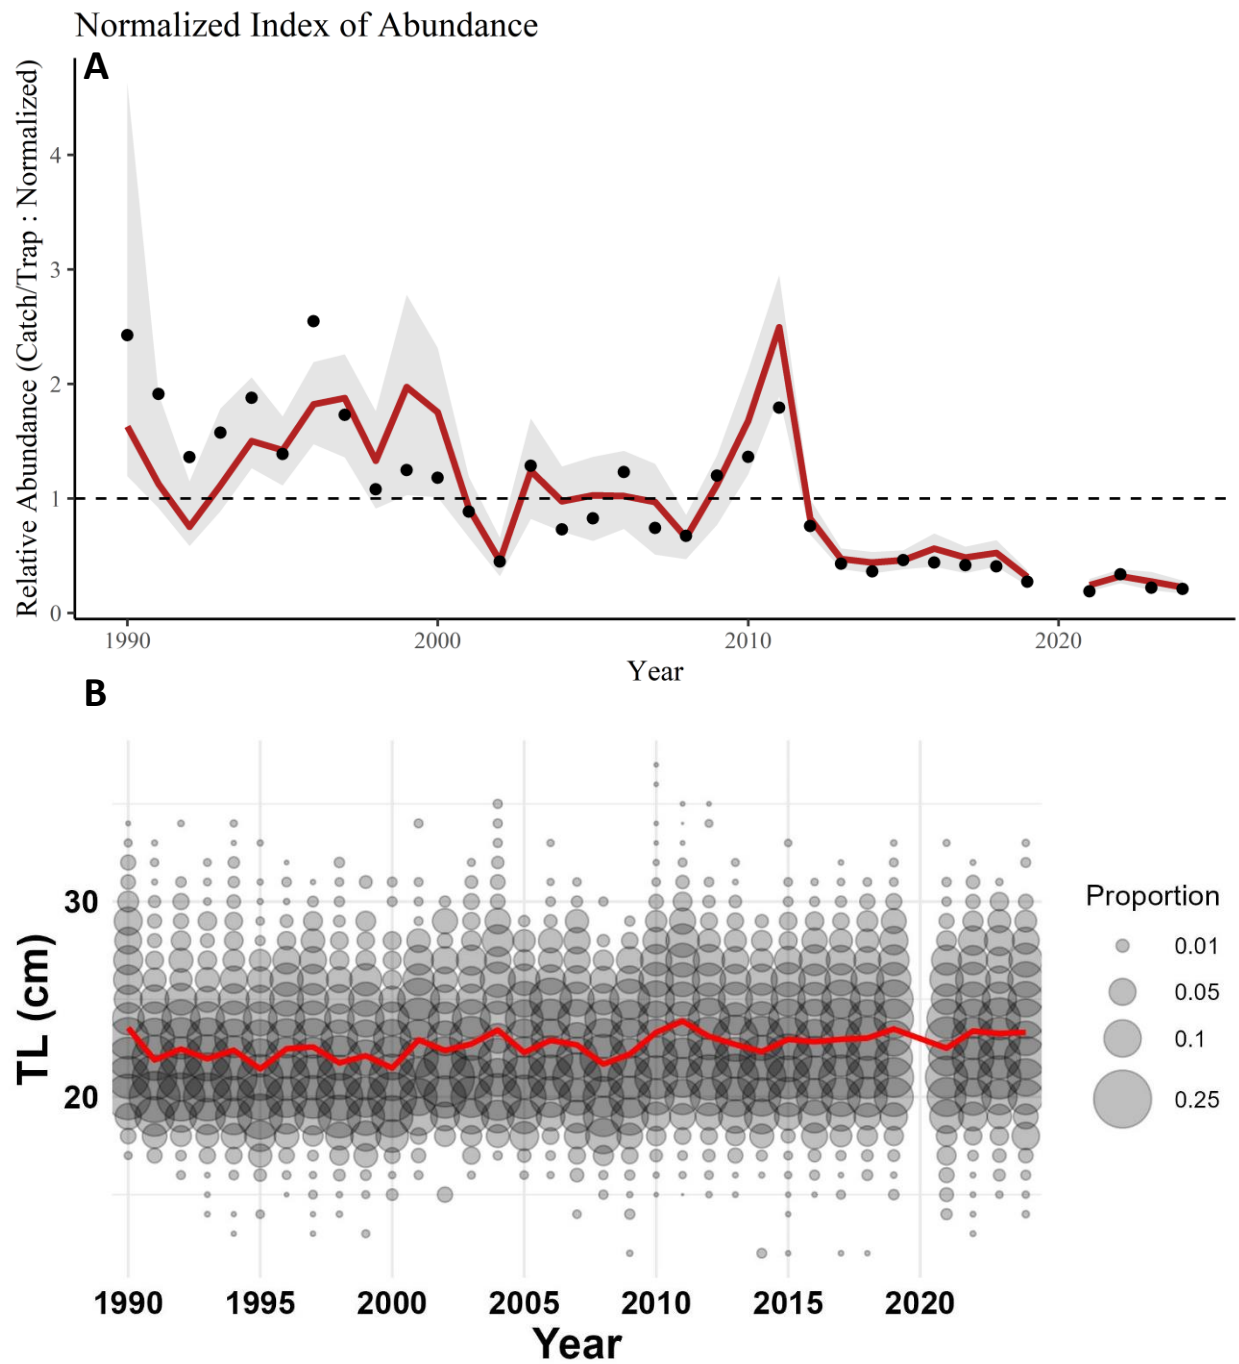 Normalized Index of Abundance
A
Relative Abundance (Catch/Trap : Normalized)
4
3
2
1
0
1990 2000 2010 2020
Year
B
TL (cm)
30
20
1990 1995 2000 2005 2010 2015 2020
Year
Proportion
0.01
0.05
0.1
0.25